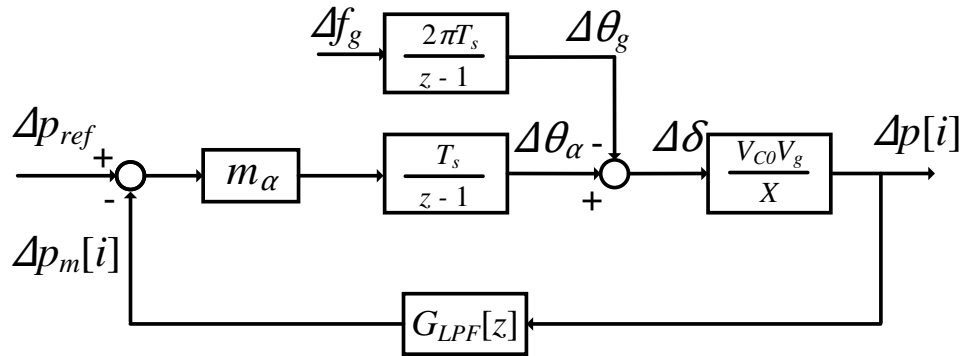 Δf_g
2πT_s
z - 1
Δθ_g
Δp_ref
+
-
m_α
T_s
z - 1
Δθ_α
-
+
Δδ
V_C0V_g
X
Δp[i]
Δp_m[i]
G_LPF[z]